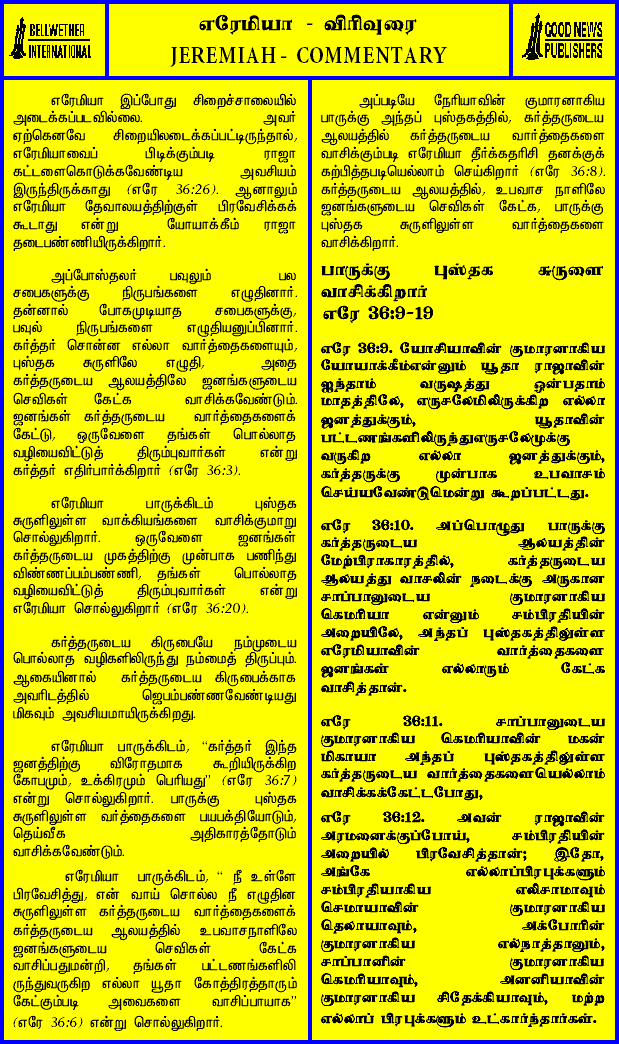 BELLWETHER
INTERNATIONAL
எரேமியா - விரிவுரை
JEREMIAH - COMMENTARY
GOOD NEWS
PUBLISHERS
எரேமியா இப்போது சிறைச்சாலையில்
அடைக்கப்படவில்லை. அவர்
ஏற்கெனவே சிறையிலடைக்கப்பட்டிருந்தால்,
எரேமியாவைப் பிடிக்கும்படி ராஜா
கட்டளைகொடுக்கவேண்டிய அவசியம்
இருந்திருக்காது (எரே 36:26). ஆனாலும்
எரேமியா தேவாலயத்திற்குள் பிரவேசிக்கக்
கூடாது என்று யோயாக்கீம் ராஜா
தடைபண்ணியிருக்கிறார்.
அப்போஸ்தலர் பவுலும் பல
சபைகளுக்கு நிருபங்களை எழுதினார்.
தன்னால் போகமுடியாத சபைகளுக்கு,
பவுல் நிருபங்களை எழுதியனுப்பினார்.
கர்த்தர் சொன்ன எல்லா வார்த்தைகளையும்,
புஸ்தக சுருளிலே எழுதி, அதை
கர்த்தருடைய ஆலயத்திலே ஜனங்களுடைய
செவிகள் கேட்க வாசிக்கவேண்டும்.
ஜனங்கள் கர்த்தருடைய வார்த்தைகளைக்
கேட்டு, ஒருவேளை தங்கள் பொல்லாத
வழியைவிட்டுத் திரும்புவார்கள் என்று
கர்த்தர் எதிர்பார்க்கிறார் (எரே 36:3).
எரேமியா பாருக்கிடம் புஸ்தக
சுருளிலுள்ள வாக்கியங்களை வாசிக்குமாறு
சொல்லுகிறார். ஒருவேளை ஜனங்கள்
கர்த்தருடைய முகத்திற்கு முன்பாக பணிந்து
விண்ணப்பம்பண்ணி, தங்கள் பொல்லாத
வழியைவிட்டுத் திரும்புவார்கள் என்று
எரேமியா சொல்லுகிறார் (எரே 36:20).
கர்த்தருடைய கிருபையே நம்முடைய
பொல்லாத வழிகளிலிருந்து நம்மைத் திருப்பும்.
ஆகையினால் கர்த்தருடைய கிருபைக்காக
அவரிடத்தில் ஜெபம்பண்ணவேண்டியது
மிகவும் அவசியமாயிருக்கிறது.
எரேமியா பாருக்கிடம், “கர்த்தர் இந்த
ஜனத்திற்கு விரோதமாக கூறியிருக்கிற
கோபமும், உக்கிரமும் பெரியது” (எரே 36:7)
என்று சொல்லுகிறார். பாருக்கு புஸ்தக
சுருளிலுள்ள வர்த்தைகளை பயபக்தியோடும்,
தெய்வீக அதிகாரத்தோடும்
வாசிக்கவேண்டும்.
எரேமியா பாருக்கிடம், “ நீ உள்ளே
பிரவேசித்து, என் வாய் சொல்ல நீ எழுதின
சுருளிலுள்ள கர்த்தருடைய வார்த்தைகளைக்
கர்த்தருடைய ஆலயத்தில் உபவாசநாளிலே
ஜனங்களுடைய செவிகள் கேட்க
வாசிப்பதுமன்றி, தங்கள் பட்டணங்களிலி
ருந்துவருகிற எல்லா யூதா கோத்திரத்தாரும்
கேட்கும்படி அவைகளை வாசிப்பாயாக”
(எரே 36:6) என்று சொல்லுகிறார்.
அப்படியே நேரியாவின் குமாரனாகிய
பாருக்கு அந்தப் புஸ்தகத்தில், கர்த்தருடைய
ஆலயத்தில் கர்த்தருடைய வார்த்தைகளை
வாசிக்கும்படி எரேமியா தீர்க்கதரிசி தனக்குக்
கற்பித்தபடியெல்லாம் செய்கிறார் (எரே 36:8).
கர்த்தருடைய ஆலயத்தில், உபவாச நாளிலே
ஜனங்களுடைய செவிகள் கேட்க, பாருக்கு
புஸ்தக சுருளிலுள்ள வார்த்தைகளை
வாசிக்கிறார்.
பாருக்கு புஸ்தக சுருளை
வாசிக்கிறார்
எரே 36:9-19
எரே 36:9. யோசியாவின் குமாரனாகிய
யோயாக்கீம்என்னும் யூதா ராஜாவின்
ஐந்தாம் வருஷத்து ஒன்பதாம்
மாதத்திலே, எருசலேமிலிருக்கிற எல்லா
ஜனத்துக்கும், யூதாவின்
பட்டணங்களிலிருந்துஎருசலேமுக்கு
வருகிற எல்லா ஜனத்துக்கும்,
கர்த்தருக்கு முன்பாக உபவாசம்
செய்யவேண்டுமென்று கூறப்பட்டது.
எரே 36:10. அப்பொழுது பாருக்கு
கர்த்தருடைய ஆலயத்தின்
மேற்பிராகாரத்தில், கர்த்தருடைய
ஆலயத்து வாசலின் நடைக்கு அருகான
சாப்பானுடைய குமாரனாகிய
கெமரியா என்னும் சம்பிரதியின்
அறையிலே, அந்தப் புஸ்தகத்திலுள்ள
எரேமியாவின் வார்த்தைகளை
ஜனங்கள் எல்லாரும் கேட்க
வாசித்தான்.
எரே 36:11. சாப்பானுடைய
குமாரனாகிய கெமரியாவின் மகன்
மிகாயா அந்தப் புஸ்தகத்திலுள்ள
கர்த்தருடைய வார்த்தைகளையெல்லாம்
வாசிக்கக்கேட்டபோது,
எரே 36:12. அவன் ராஜாவின்
அரமனைக்குப்போய், சம்பிரதியின்
அறையில் பிரவேசித்தான்; இதோ,
அங்கே எல்லாப்பிரபுக்களும்
சம்பிரதியாகிய எலிசாமாவும்
செமாயாவின் குமாரனாகிய
தெலாயாவும், அக்போரின்
குமாரனாகிய எல்நாத்தானும்,
சாப்பானின் குமாரனாகிய
கெமரியாவும், அனனியாவின்
குமாரனாகிய சிதேக்கியாவும், மற்ற
எல்லாப் பிரபுக்களும் உட்கார்ந்தார்கள்.